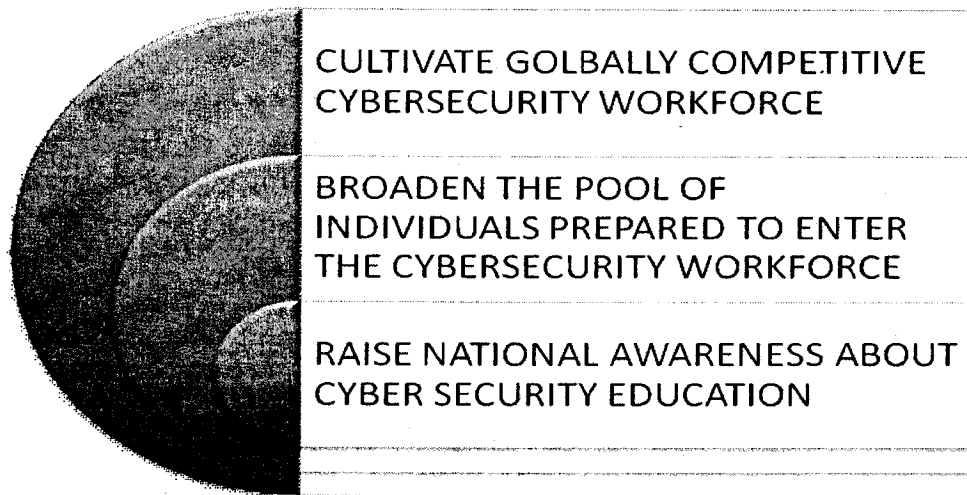 CULTIVATE GOLBALLY COMPETITIVE
CYBERSECURITY WORKFORCE
BROADEN THE POOL OF
INDIVIDUALS PREPARED TO ENTER
THE CYBERSECURITY WORKFORCE
RAISE NATIONAL AWARENESS ABOUT
CYBER SECURITY EDUCATION